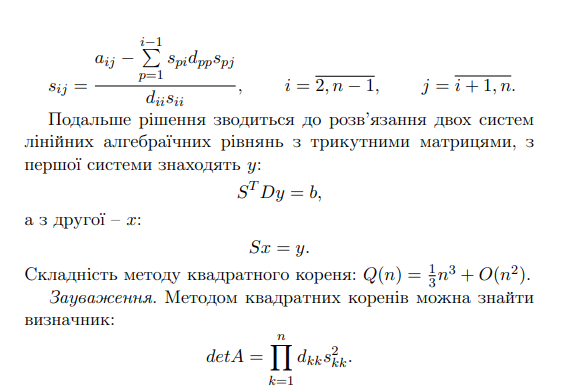 $s_{ij} = \dfrac{a_{ij} - \sum\limits_{p=1}^{i-1} s_{pi} d_{pp} s_{pj}}{d_{ii} s_{ii}}, \qquad i = \overline{2, n-1}, \qquad j = \overline{i+1, n}.$
Подальше рішення зводиться до розв'язання двох систем
лінійних алгебраїчних рівнянь з трикутними матрицями, з
першої системи знаходять $y$:
$S^T D y = b,$
а з другої – $x$:
$Sx = y.$
Складність методу квадратного кореня: $Q(n) = \frac{1}{3} n^3 + O(n^2).$
Зауваження. Методом квадратних коренів можна знайти
визначник:
$det A = \prod\limits_{k=1}^{n} d_{kk} s_{kk}^2.$